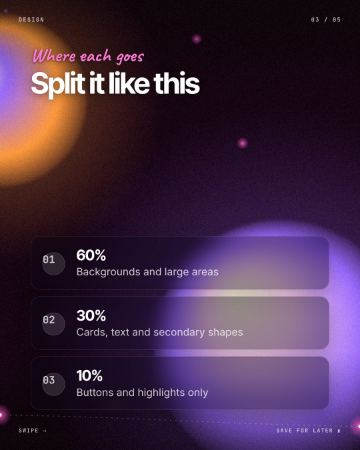 DESIGN
03 / 05
Where each goes
Split it like this
01
60%
Backgrounds and large areas
02
30%
Cards, text and secondary shapes
03
10%
Buttons and highlights only
SWIPE →
SAVE FOR LATER